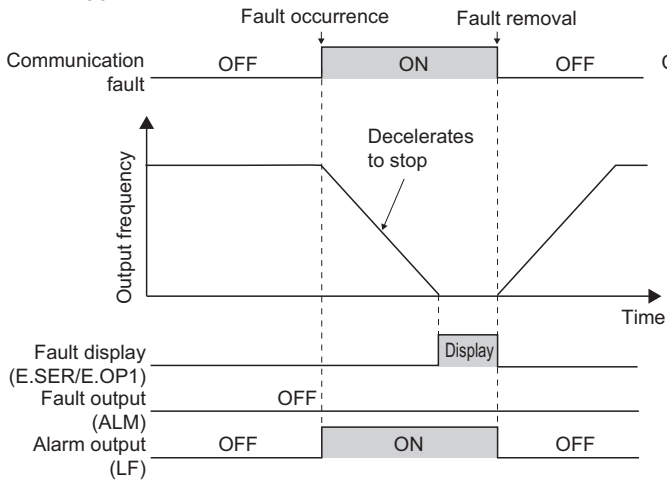 Fault occurrence
Fault removal
Communication
fault
OFF
ON
OFF
Output frequency
Decelerates
to stop
Time
Fault display
(E.SER/E.OP1)
Display
Fault output
(ALM)
OFF
Alarm output
(LF)
OFF
ON
OFF